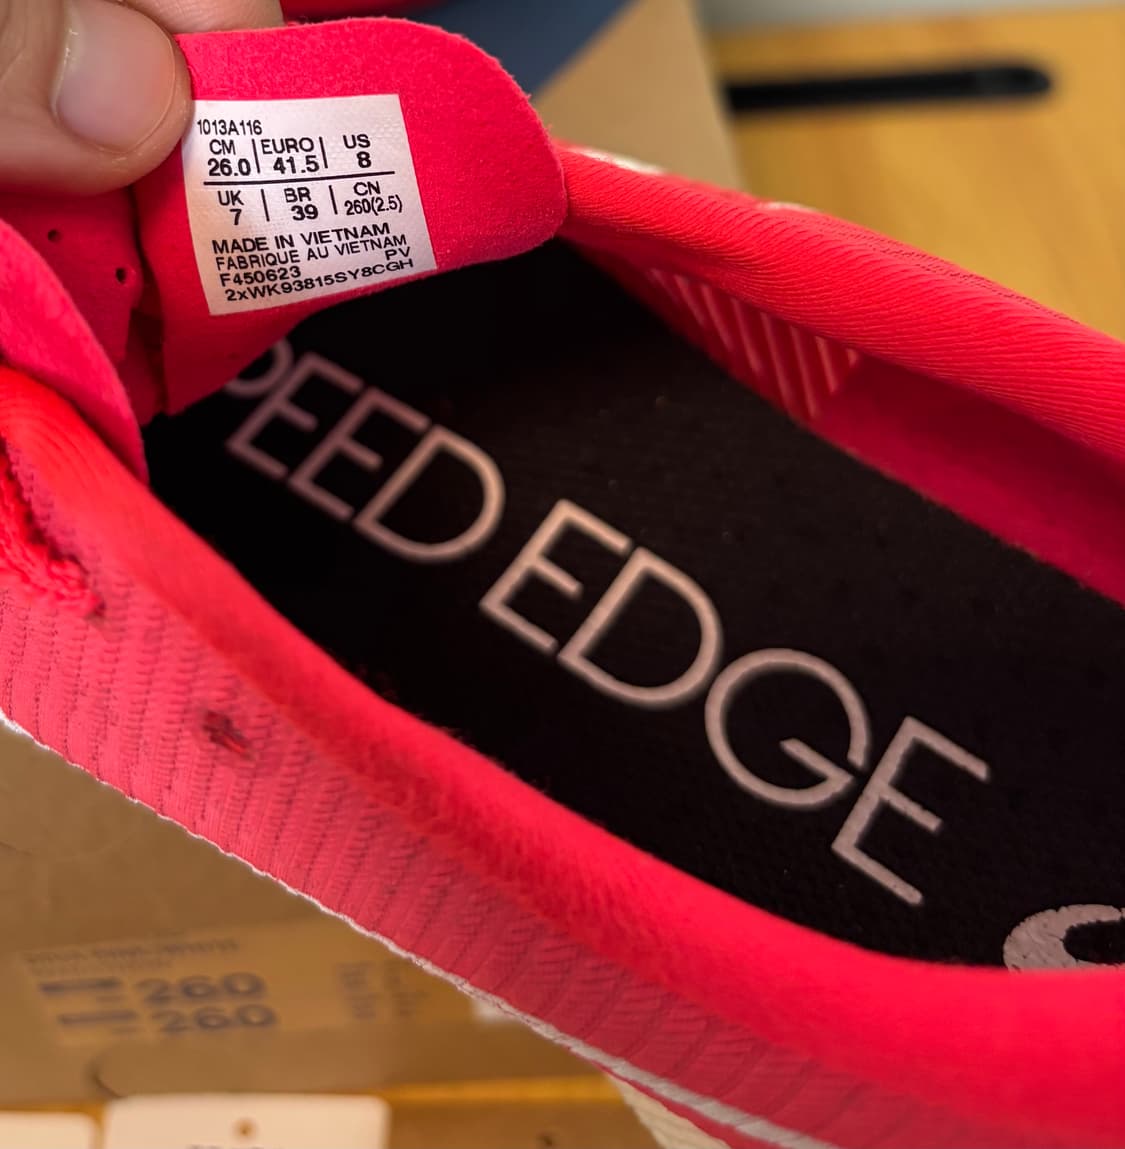 1013A116
CM | EURO | US
26.0 | 41.5 | 8
UK | BR | CN
7 | 39 | 260(2.5)
MADE IN VIETNAM
FABRIQUE AU VIETNAM
F450623 PV
2xWK93815SY8CGH
PEED EDGE
260
260